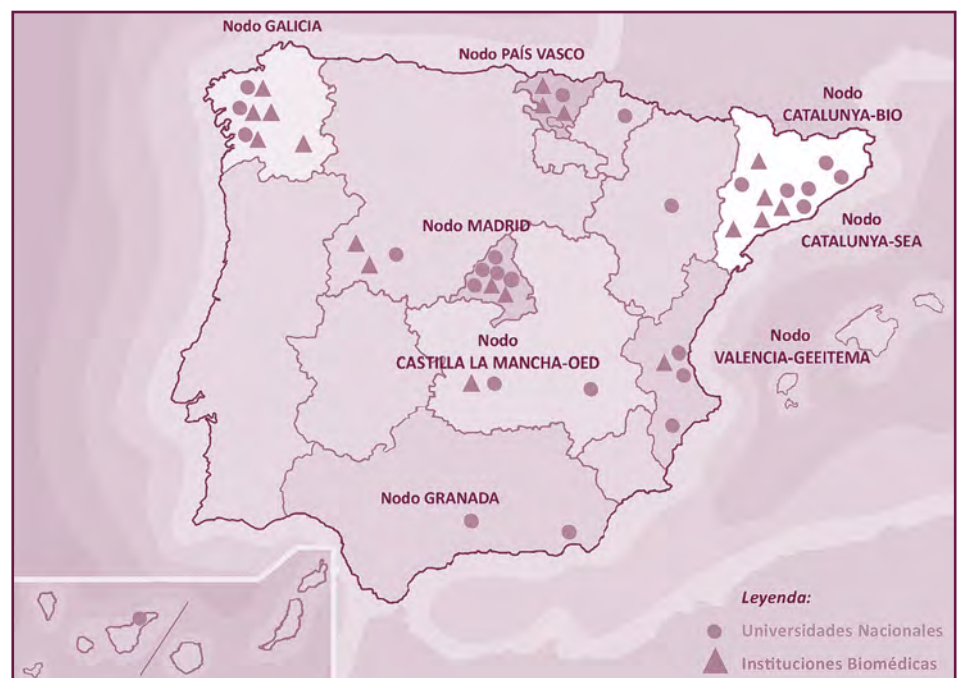 Nodo GALICIA
Nodo PAÍS VASCO
Nodo
CATALUNYA-BIO
Nodo MADRID
Nodo
CATALUNYA-SEA
Nodo
CASTILLA LA MANCHA-OED
Nodo
VALENCIA-GEEITEMA
Nodo GRANADA
Leyenda:
Universidades Nacionales
Instituciones Biomédicas